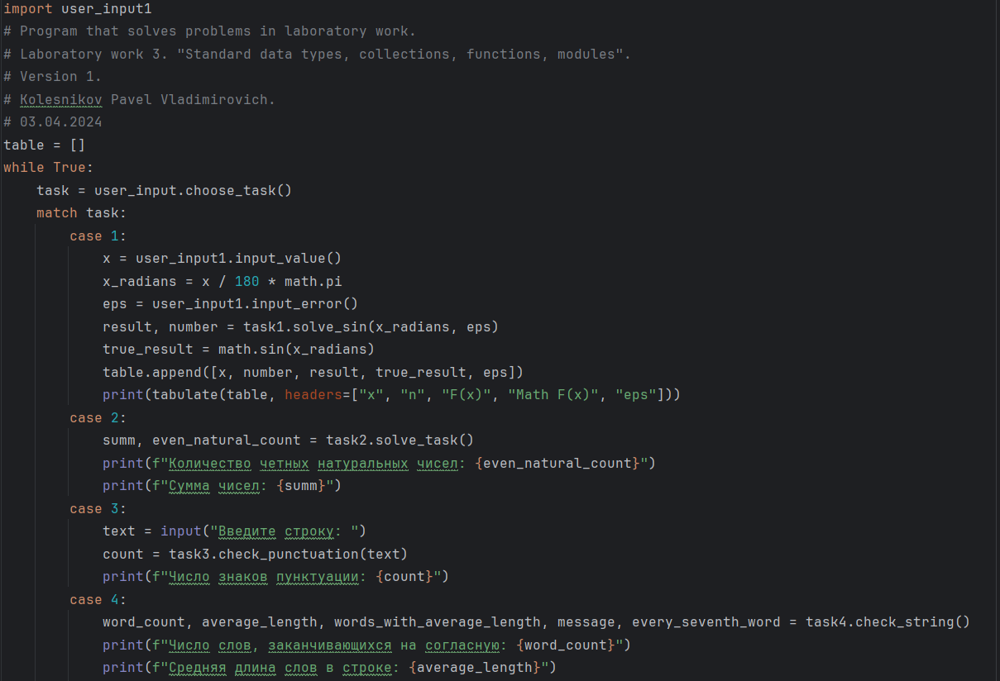 import user_input1
# Program that solves problems in laboratory work.
# Laboratory work 3. "Standard data types, collections, functions, modules".
# Version 1.
# Kolesnikov Pavel Vladimirovich.
# 03.04.2024
table = []
while True:
    task = user_input.choose_task()
    match task:
        case 1:
            x = user_input1.input_value()
            x_radians = x / 180 * math.pi
            eps = user_input1.input_error()
            result, number = task1.solve_sin(x_radians, eps)
            true_result = math.sin(x_radians)
            table.append([x, number, result, true_result, eps])
            print(tabulate(table, headers=["x", "n", "F(x)", "Math F(x)", "eps"]))
        case 2:
            summ, even_natural_count = task2.solve_task()
            print(f"Количество четных натуральных чисел: {even_natural_count}")
            print(f"Сумма чисел: {summ}")
        case 3:
            text = input("Введите строку: ")
            count = task3.check_punctuation(text)
            print(f"Число знаков пунктуации: {count}")
        case 4:
            word_count, average_length, words_with_average_length, message, every_seventh_word = task4.check_string()
            print(f"Число слов, заканчивающихся на согласную: {word_count}")
            print(f"Средняя длина слов в строке: {average_length}")